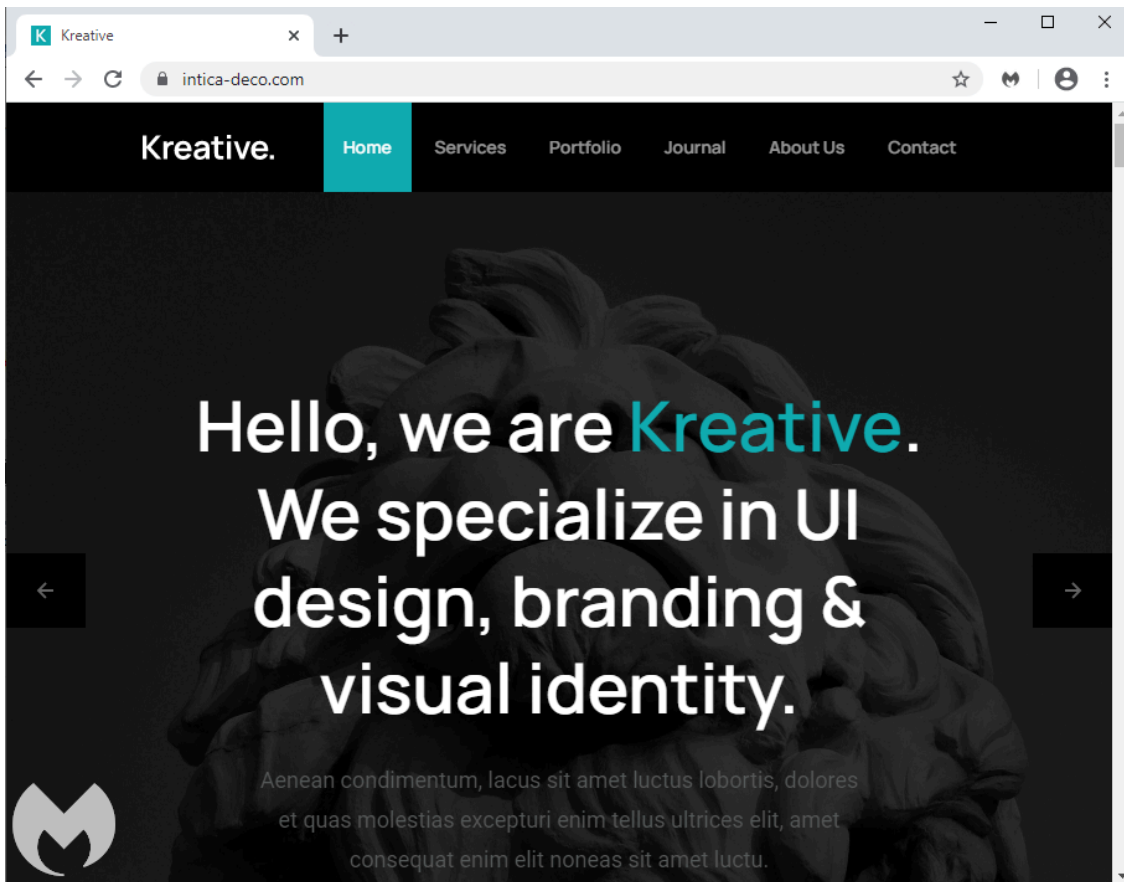 K Kreative
intica-deco.com
Kreative. Home Services Portfolio Journal About Us Contact
Hello, we are Kreative.
We specialize in UI
design, branding &
visual identity.
Aenean condimentum, lacus sit amet luctus lobortis, dolores
et quas molestias excepturi enim tellus ultrices elit, amet
consequat enim elit noneas sit amet luctu.